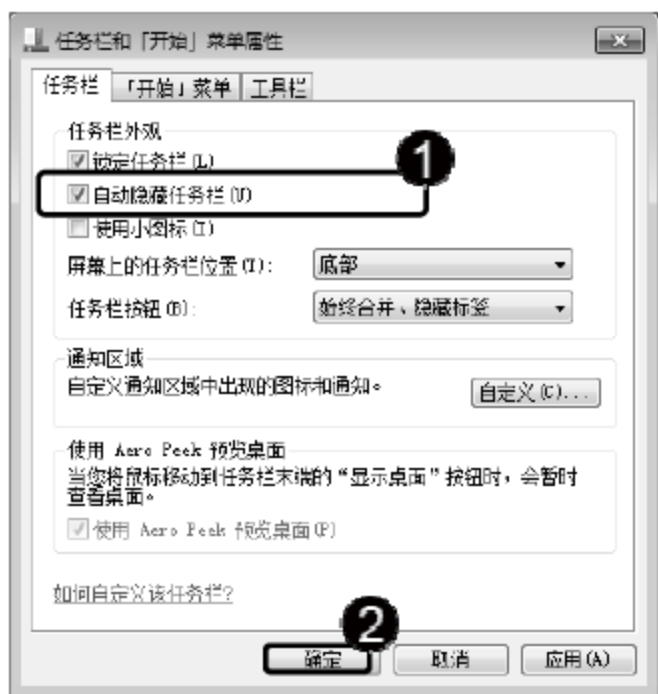 任务栏和「开始」菜单属性
任务栏 「开始」菜单 工具栏
任务栏外观
锁定任务栏(L)
1
自动隐藏任务栏(U)
使用小图标(I)
屏幕上的任务栏位置(T): 底部
任务栏按钮(B): 始终合并、隐藏标签
通知区域
自定义通知区域中出现的图标和通知。
自定义(C)...
使用 Aero Peek 预览桌面
当您将鼠标移动到任务栏末端的“显示桌面”按钮时，会暂时
查看桌面。
使用 Aero Peek 预览桌面(P)
如何自定义该任务栏?
2
确定 取消 应用(A)